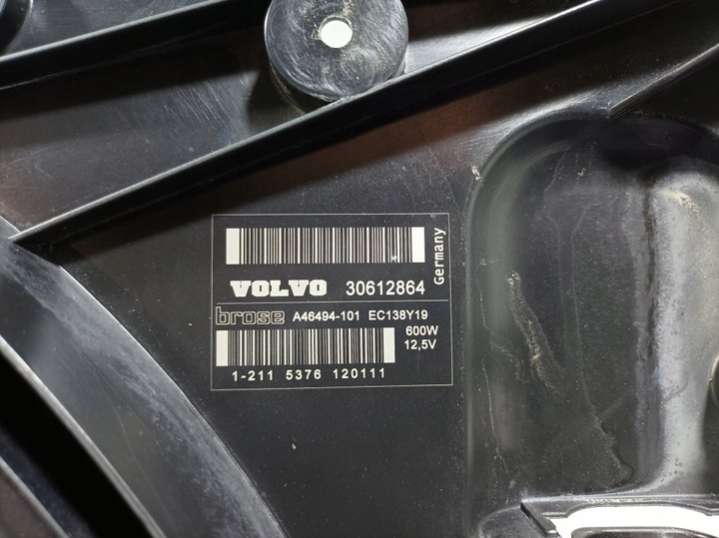 VOLVO 30612864
Germany
brose A46494-101 EC138Y19
600W
12,5V
1-211 5376 120111